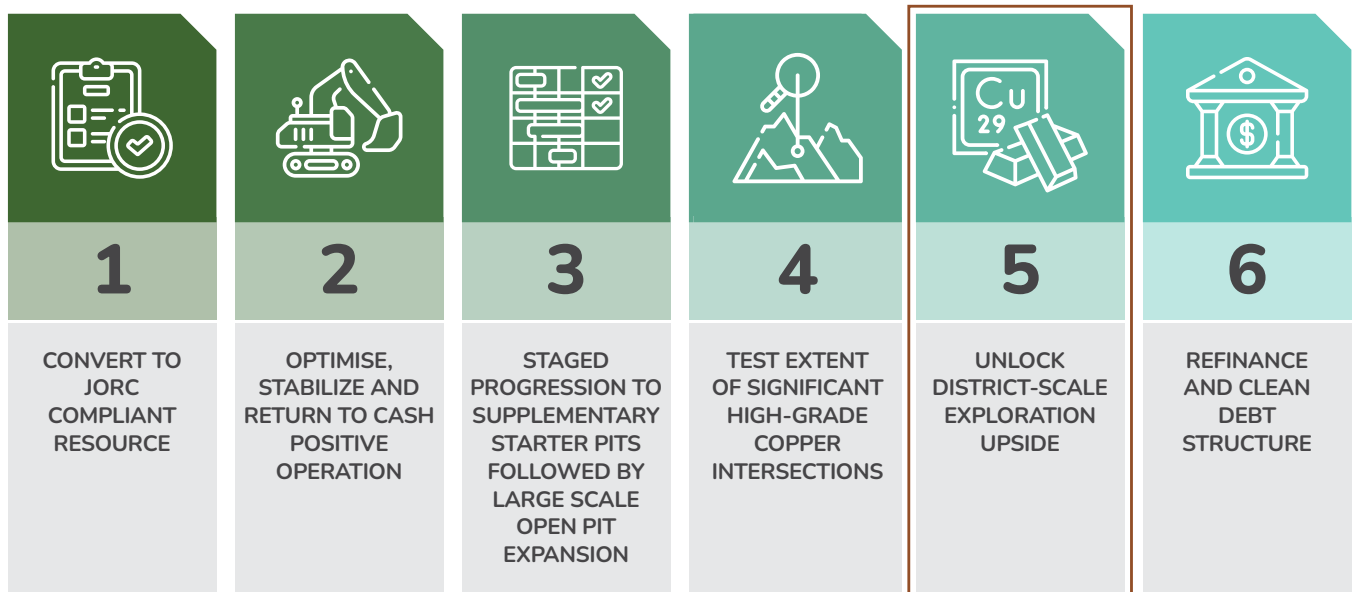 1
CONVERT TO
JORC
COMPLIANT
RESOURCE
2
OPTIMISE,
STABILIZE AND
RETURN TO CASH
POSITIVE
OPERATION
3
STAGED
PROGRESSION TO
SUPPLEMENTARY
STARTER PITS
FOLLOWED BY
LARGE SCALE
OPEN PIT
EXPANSION
4
TEST EXTENT
OF SIGNIFICANT
HIGH-GRADE
COPPER
INTERSECTIONS
Cu
29
5
UNLOCK
DISTRICT-SCALE
EXPLORATION
UPSIDE
$
6
REFINANCE
AND CLEAN
DEBT
STRUCTURE